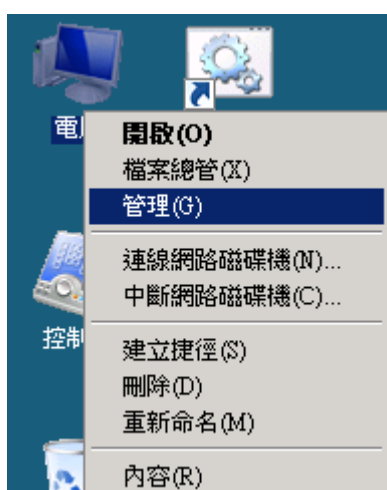 電
開啟(O)
檔案總管(X)
管理(G)
連線網路磁碟機(N)...
中斷網路磁碟機(C)...
控制
建立捷徑(S)
刪除(D)
重新命名(M)
內容(R)